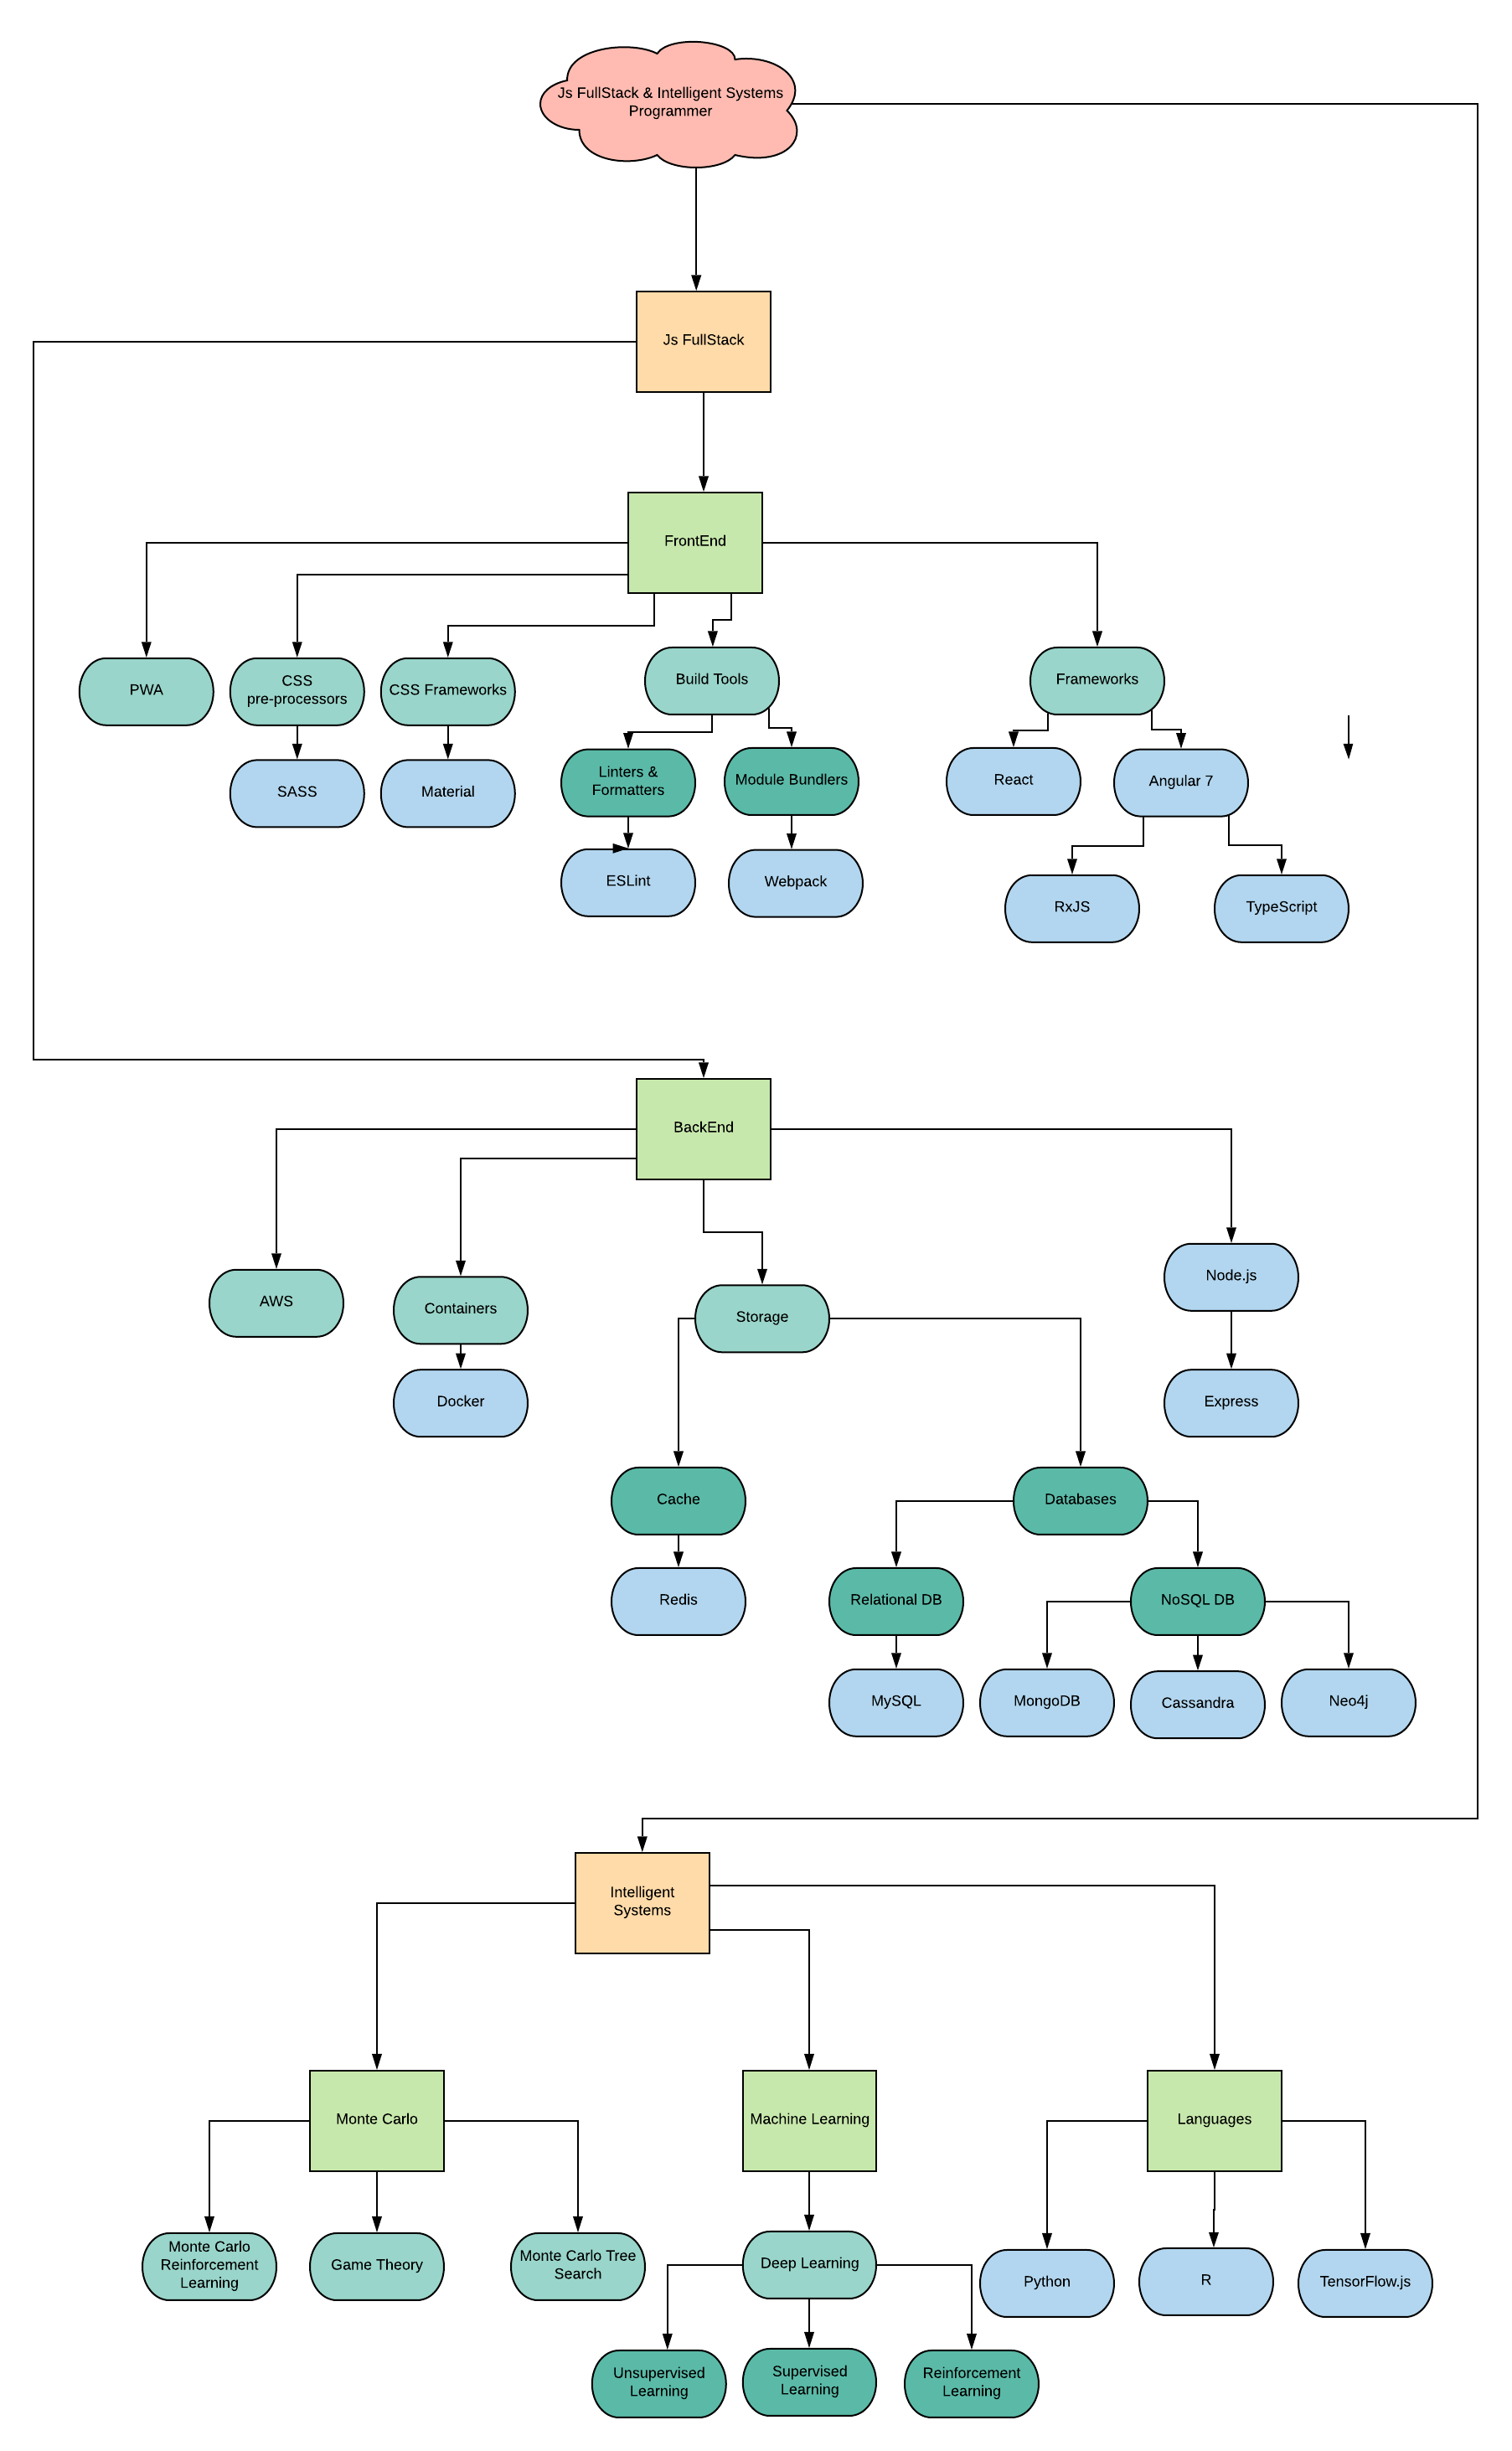 Js FullStack & Intelligent Systems
Programmer
Js FullStack
FrontEnd
PWA
CSS
pre-processors
CSS Frameworks
Build Tools
Frameworks
SASS
Material
Linters &
Formatters
Module Bundlers
React
Angular 7
ESLint
Webpack
RxJS
TypeScript
BackEnd
AWS
Containers
Storage
Node.js
Docker
Express
Cache
Databases
Redis
Relational DB
NoSQL DB
MySQL
MongoDB
Cassandra
Neo4j
Intelligent
Systems
Monte Carlo
Machine Learning
Languages
Monte Carlo
Reinforcement
Learning
Game Theory
Monte Carlo Tree
Search
Deep Learning
Python
R
TensorFlow.js
Unsupervised
Learning
Supervised
Learning
Reinforcement
Learning